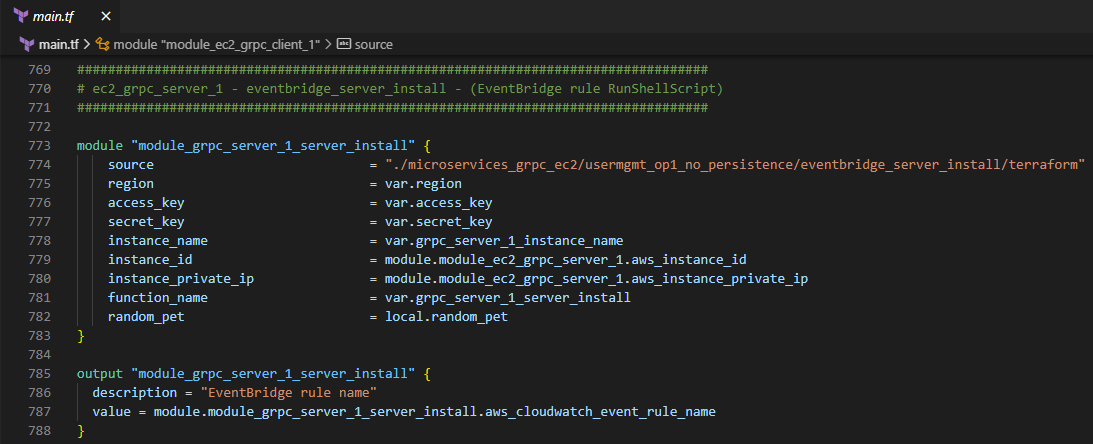 main.tf ×
main.tf > module "module_ec2_grpc_client_1" > abc source
769 ##################################################################################
770 # ec2_grpc_server_1 - eventbridge_server_install - (EventBridge rule RunShellScript)
771 ##################################################################################
772
773 module "module_grpc_server_1_server_install" {
774 source = "./microservices_grpc_ec2/usermgmt_op1_no_persistence/eventbridge_server_install/terraform"
775 region = var.region
776 access_key = var.access_key
777 secret_key = var.secret_key
778 instance_name = var.grpc_server_1_instance_name
779 instance_id = module.module_ec2_grpc_server_1.aws_instance_id
780 instance_private_ip = module.module_ec2_grpc_server_1.aws_instance_private_ip
781 function_name = var.grpc_server_1_server_install
782 random_pet = local.random_pet
783 }
784
785 output "module_grpc_server_1_server_install" {
786 description = "EventBridge rule name"
787 value = module.module_grpc_server_1_server_install.aws_cloudwatch_event_rule_name
788 }